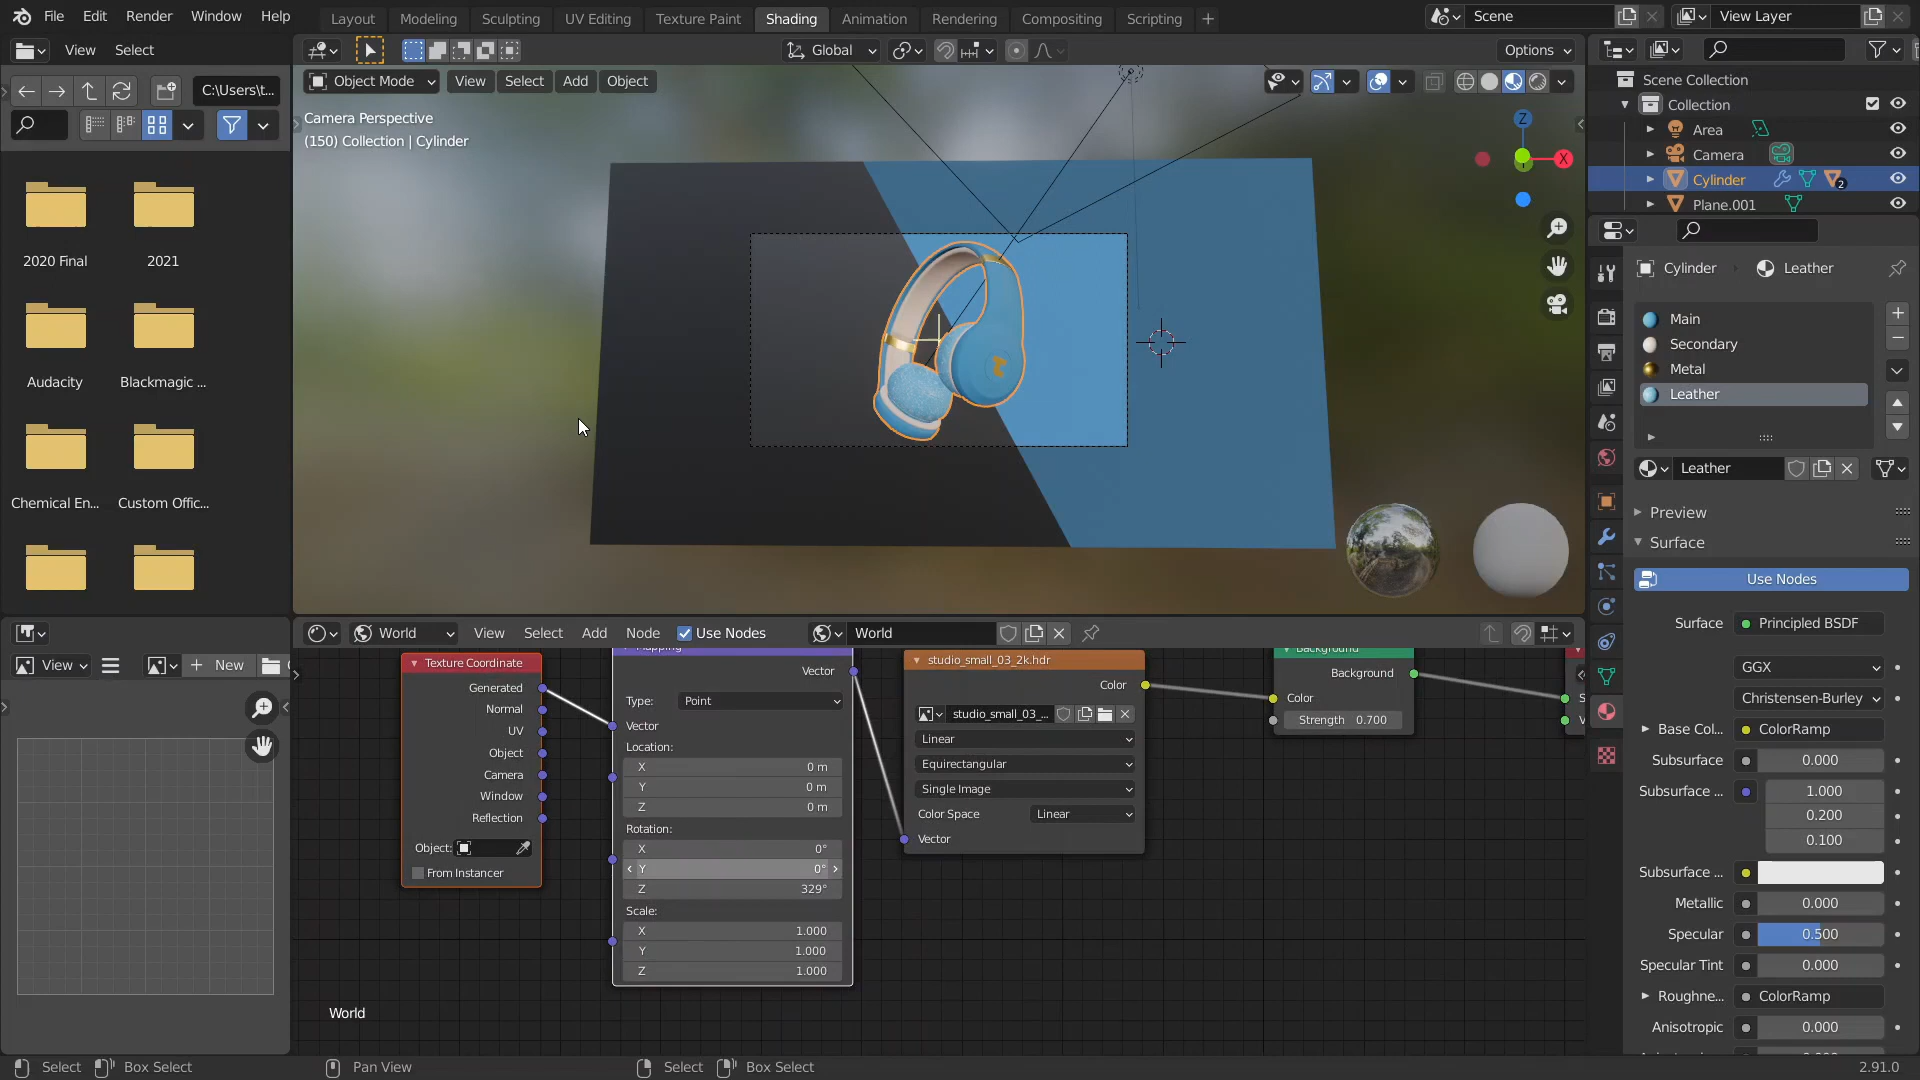 File Edit Render Window Help Layout Modeling Sculpting UV Editing Texture Paint Shading Animation Rendering Compositing Scripting Scene View Layer
View Select
Global
Options
C:\Users\t...
Object Mode View Select Add Object
Camera Perspective
(150) Collection | Cylinder
Z
X
2020 Final
2021
Audacity
Blackmagic ...
Chemical En...
Custom Offic...
Scene Collection
Collection
Area
Camera
Cylinder
2
Plane.001
Cylinder
Leather
Main
Secondary
Metal
Leather
Leather
Preview
Surface
Use Nodes
Surface Principled BSDF
GGX
Christensen-Burley
Base Col... ColorRamp
Subsurface 0.000
Subsurface ... 1.000
0.200
0.100
Subsurface ...
Metallic 0.000
Specular 0.500
Specular Tint 0.000
Roughne... ColorRamp
Anisotropic 0.000
View
New
World View Select Add Node Use Nodes World
Texture Coordinate
Generated
Normal
UV
Object
Camera
Window
Reflection
Object:
From Instancer
Vector
Type: Point
Vector
Location:
X 0 m
Y 0 m
Z 0 m
Rotation:
X 0°
Y 0°
Z 329°
Scale:
X 1.000
Y 1.000
Z 1.000
studio_small_03_2k.hdr
Color
studio_small_03_...
Linear
Equirectangular
Single Image
Color Space Linear
Vector
Background
Background
Color
Strength 0.700
World
Select Box Select Pan View Select Box Select 2.91.0